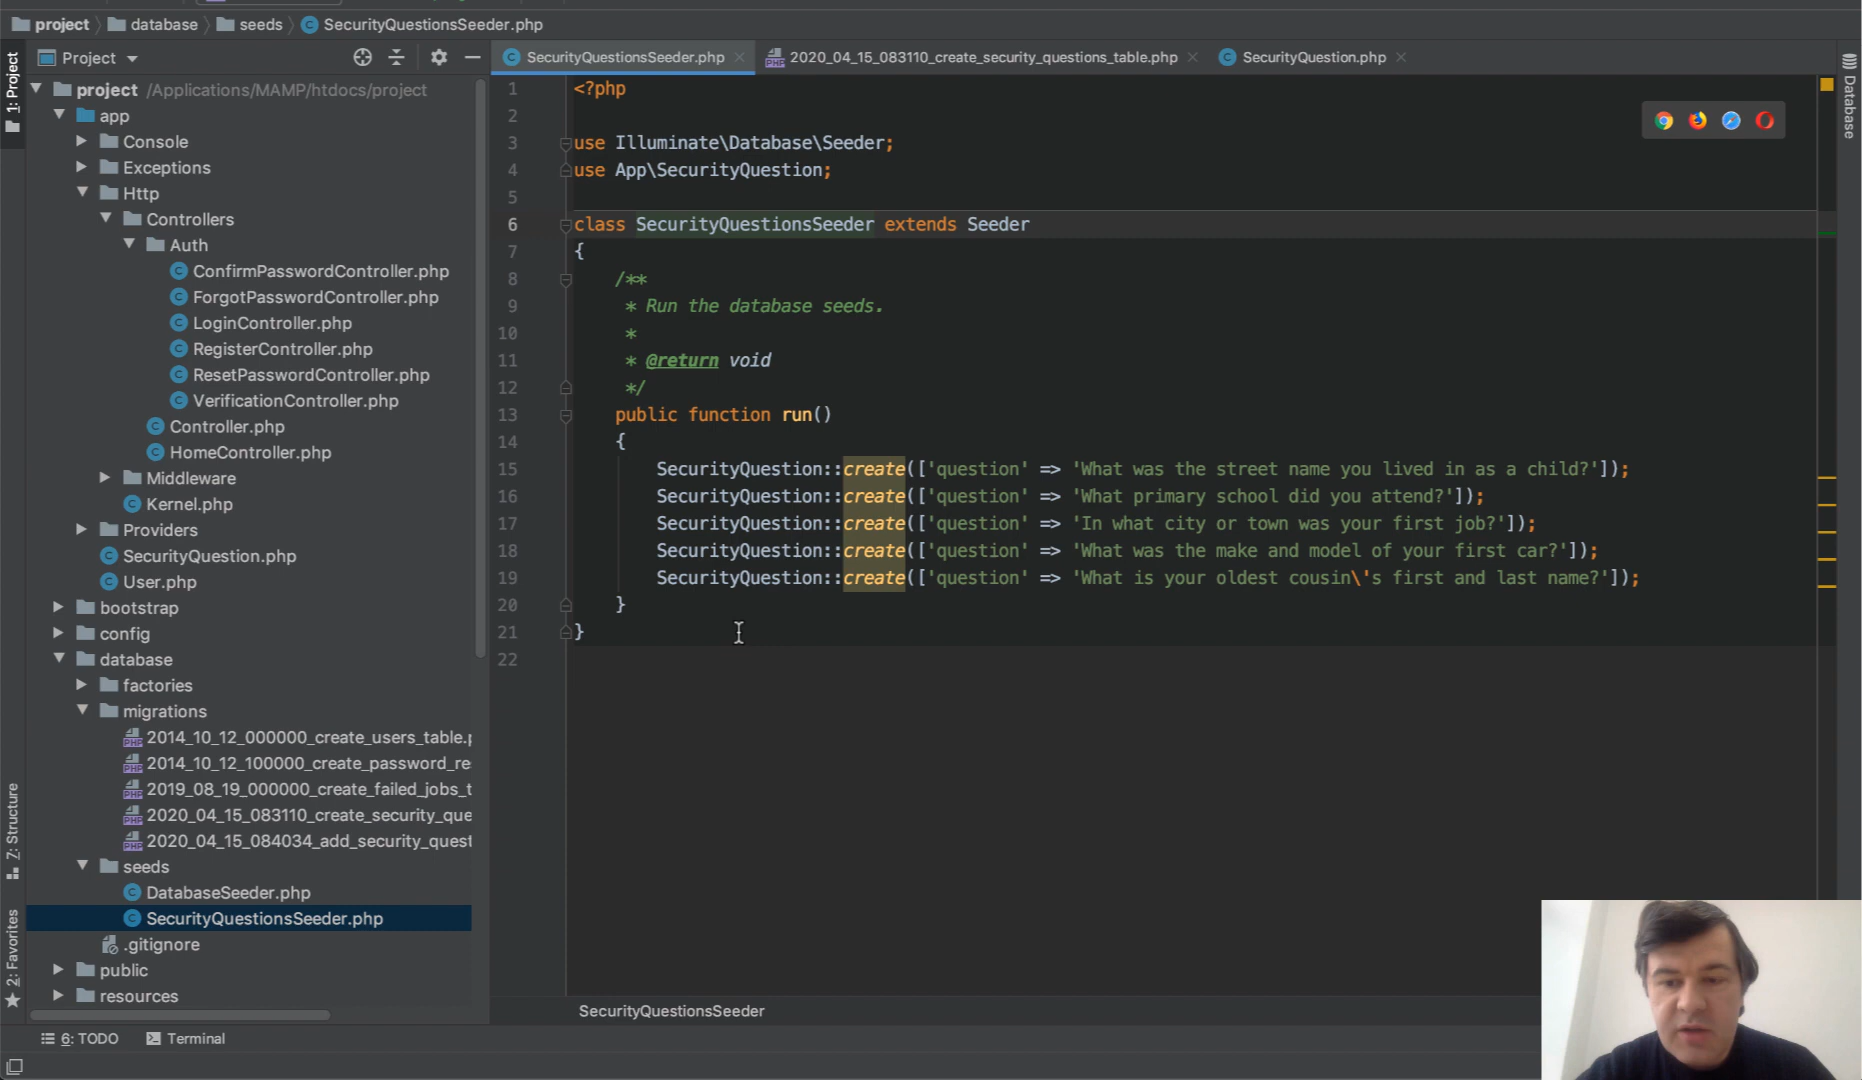 project
database
seeds
SecurityQuestionsSeeder.php
1: Project
Project
project /Applications/MAMP/htdocs/project
app
Console
Exceptions
Http
Controllers
Auth
ConfirmPasswordController.php
ForgotPasswordController.php
LoginController.php
RegisterController.php
ResetPasswordController.php
VerificationController.php
Controller.php
HomeController.php
Middleware
Kernel.php
Providers
SecurityQuestion.php
User.php
bootstrap
config
database
factories
migrations
2014_10_12_000000_create_users_table.p
2014_10_12_100000_create_password_re
2019_08_19_000000_create_failed_jobs_t
2020_04_15_083110_create_security_que
2020_04_15_084034_add_security_quest
seeds
DatabaseSeeder.php
SecurityQuestionsSeeder.php
.gitignore
public
resources
7: Structure
2: Favorites
SecurityQuestionsSeeder.php
2020_04_15_083110_create_security_questions_table.php
SecurityQuestion.php
Database
1 <?php
2
3 use Illuminate\Database\Seeder;
4 use App\SecurityQuestion;
5
6 class SecurityQuestionsSeeder extends Seeder
7 {
8 /**
9 * Run the database seeds.
10 *
11 * @return void
12 */
13 public function run()
14 {
15 SecurityQuestion::create(['question' => 'What was the street name you lived in as a child?']);
16 SecurityQuestion::create(['question' => 'What primary school did you attend?']);
17 SecurityQuestion::create(['question' => 'In what city or town was your first job?']);
18 SecurityQuestion::create(['question' => 'What was the make and model of your first car?']);
19 SecurityQuestion::create(['question' => 'What is your oldest cousin\'s first and last name?']);
20 }
21 }
22
SecurityQuestionsSeeder
6: TODO
Terminal